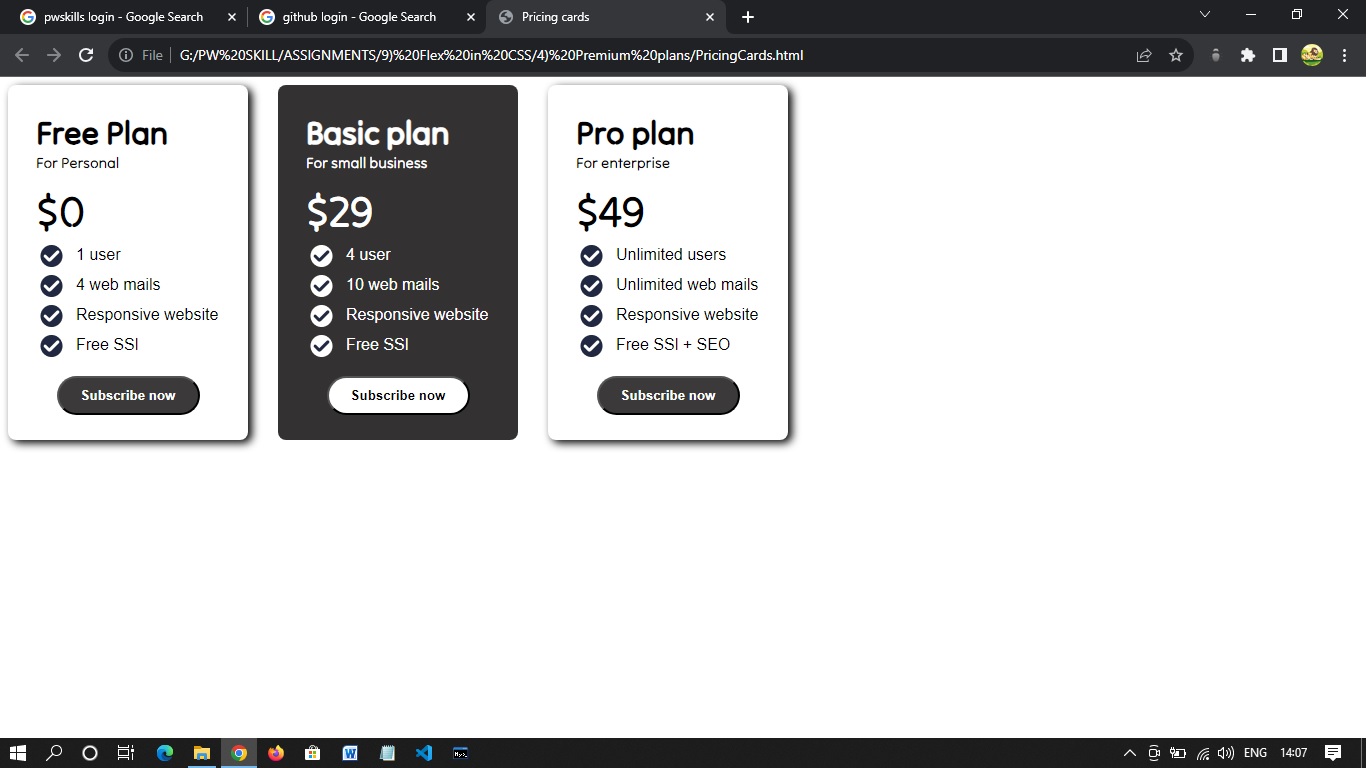 pwskills login - Google Search
github login - Google Search
Pricing cards
File
G:/PW%20SKILL/ASSIGNMENTS/9)%20Flex%20in%20CSS/4)%20Premium%20plans/PricingCards.html
Free Plan
For Personal
$0
1 user
4 web mails
Responsive website
Free SSI
Subscribe now
Basic plan
For small business
$29
4 user
10 web mails
Responsive website
Free SSI
Subscribe now
Pro plan
For enterprise
$49
Unlimited users
Unlimited web mails
Responsive website
Free SSI + SEO
Subscribe now
ENG
14:07